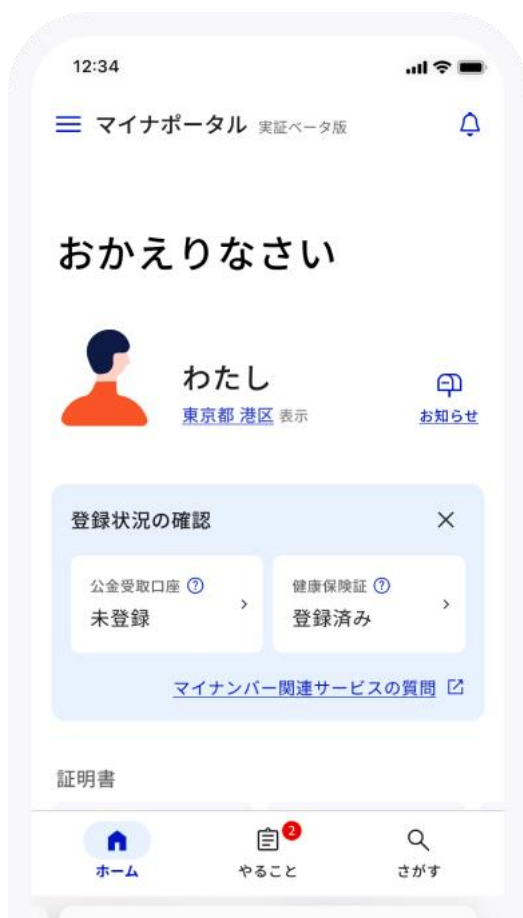 12:34
マイナポータル 実証ベータ版
おかえりなさい
わたし
東京都 港区 表示
お知らせ
登録状況の確認
公金受取口座
未登録
健康保険証
登録済み
マイナンバー関連サービスの質問
証明書
2
ホーム
やること
さがす